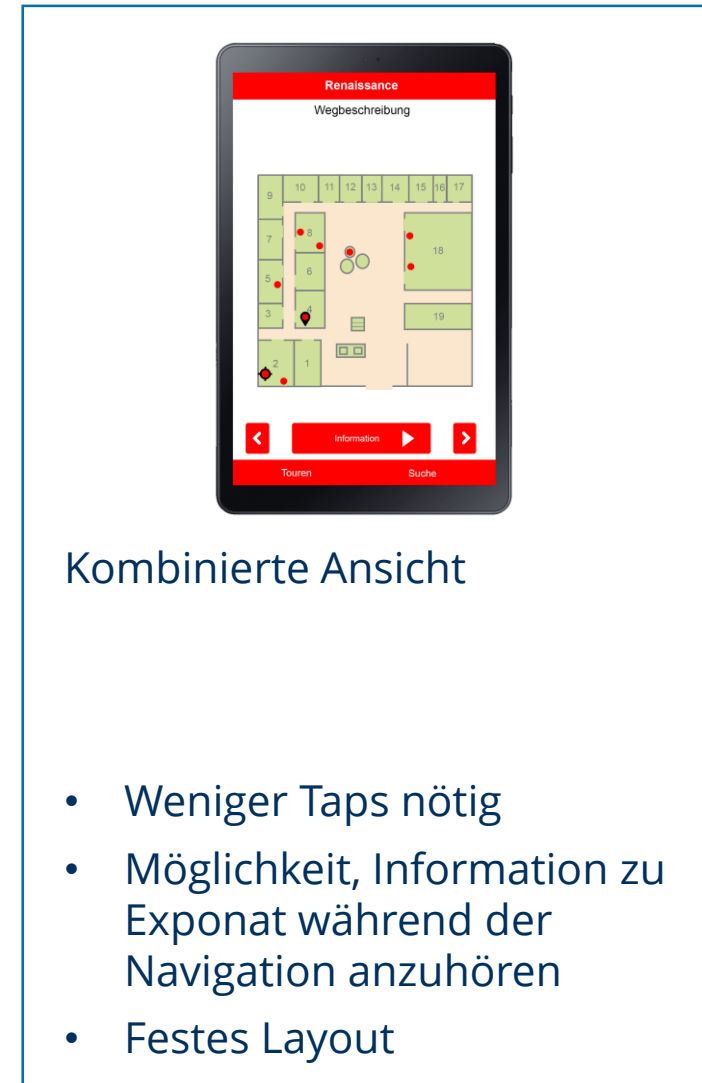 Renaissance
Wegbeschreibung
10 11 12 13 14 15 16 17
9
8
7
18
6
5
4
3
19
2 1
Information
Touren Suche
Kombinierte Ansicht
• Weniger Taps nötig
• Möglichkeit, Information zu
Exponat während der
Navigation anzuhören
• Festes Layout